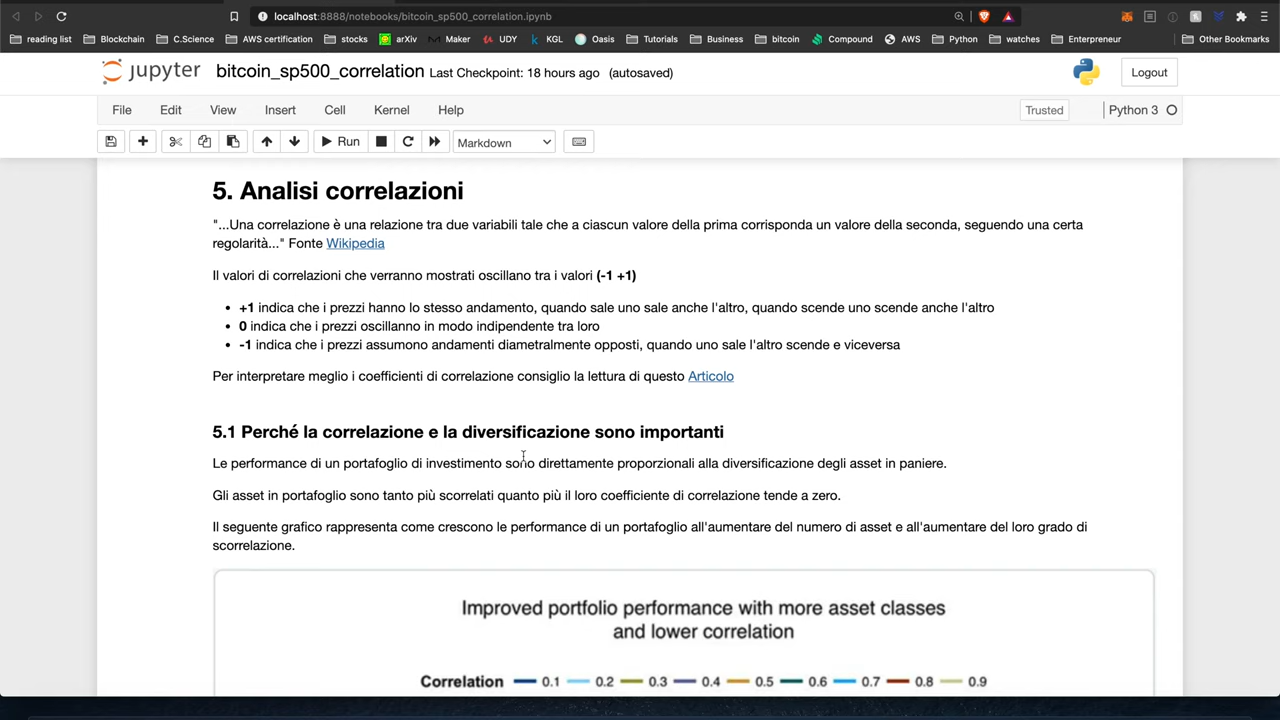 localhost:8888/notebooks/bitcoin_sp500_correlation.ipynb
reading list Blockchain C.Science AWS certification stocks arXiv Maker UDY KGL Oasis Tutorials Business bitcoin Compound AWS Python watches Enterpreneur Other Bookmarks
jupyter bitcoin_sp500_correlation Last Checkpoint: 18 hours ago (autosaved) Logout
File Edit View Insert Cell Kernel Help Trusted Python 3
Run Markdown
5. Analisi correlazioni
"...Una correlazione è una relazione tra due variabili tale che a ciascun valore della prima corrisponda un valore della seconda, seguendo una certa
regolarità..." Fonte Wikipedia
Il valori di correlazioni che verranno mostrati oscillano tra i valori (-1 +1)
• +1 indica che i prezzi hanno lo stesso andamento, quando sale uno sale anche l'altro, quando scende uno scende anche l'altro
• 0 indica che i prezzi oscillanno in modo indipendente tra loro
• -1 indica che i prezzi assumono andamenti diametralmente opposti, quando uno sale l'altro scende e viceversa
Per interpretare meglio i coefficienti di correlazione consiglio la lettura di questo Articolo
5.1 Perché la correlazione e la diversificazione sono importanti
Le performance di un portafoglio di investimento sono direttamente proporzionali alla diversificazione degli asset in paniere.
Gli asset in portafoglio sono tanto più scorrelati quanto più il loro coefficiente di correlazione tende a zero.
Il seguente grafico rappresenta come crescono le performance di un portafoglio all'aumentare del numero di asset e all'aumentare del loro grado di
scorrelazione.
Improved portfolio performance with more asset classes
and lower correlation
Correlation 0.1 0.2 0.3 0.4 0.5 0.6 0.7 0.8 0.9